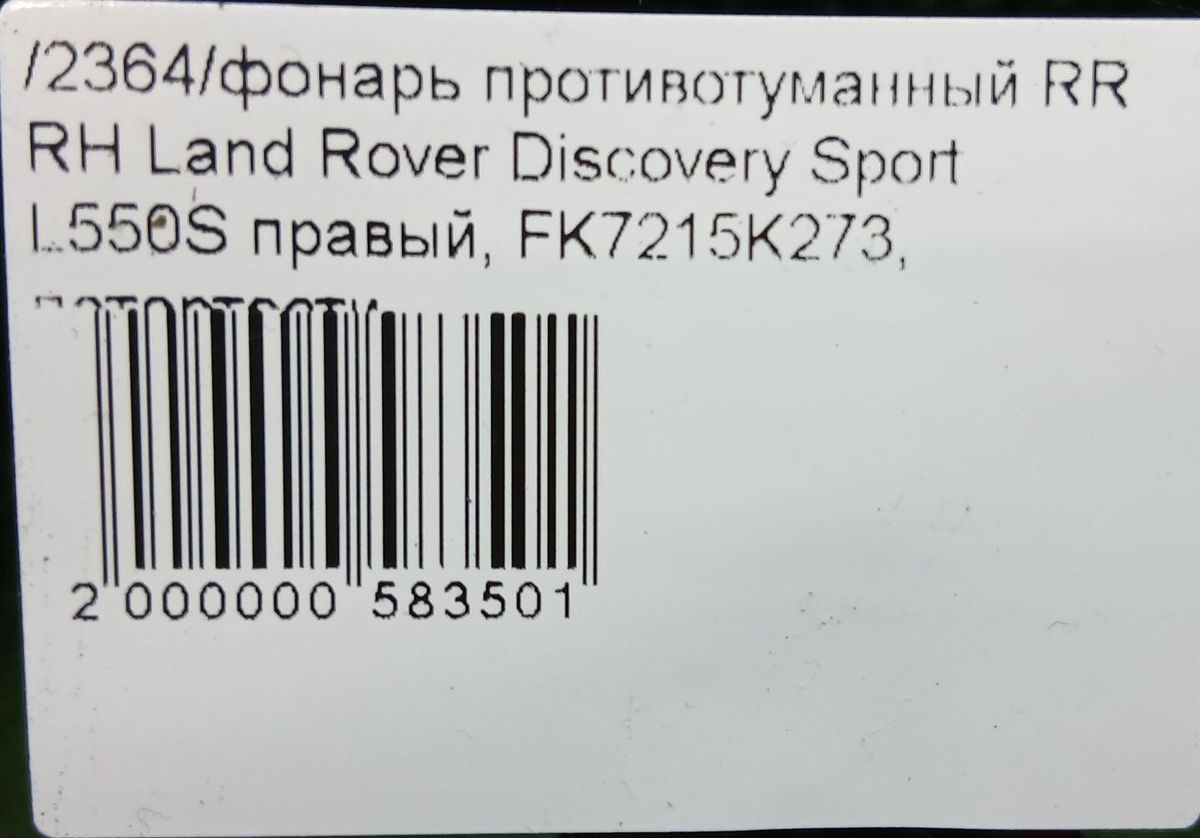 /2364/фонарь противотуманный RR
RH Land Rover Discovery Sport
L550S правый, FK7215K273,
2 000000 583501